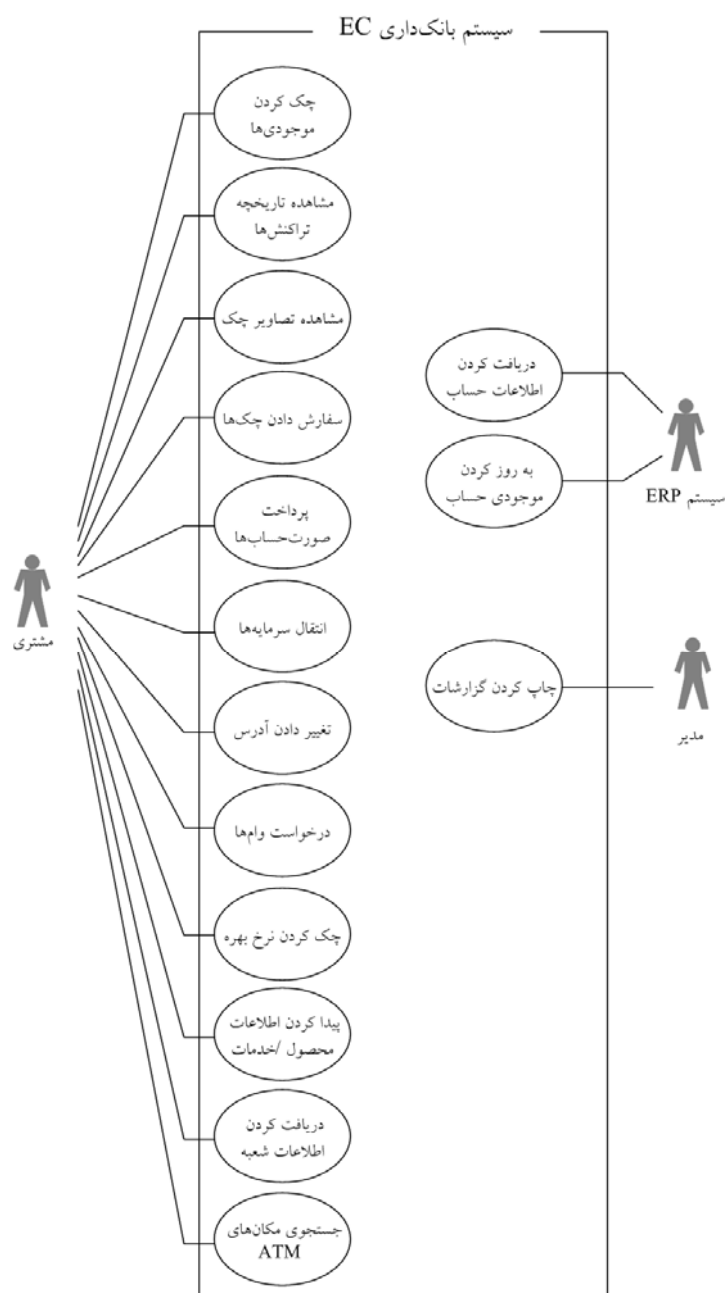 سیستم بانک‌داری EC
چک کردن
موجودی‌ها
مشاهده تاریخچه
تراکنش‌ها
مشاهده تصاویر چک
سفارش دادن چک‌ها
پرداخت
صورت‌حساب‌ها
انتقال سرمایه‌ها
تغییر دادن آدرس
درخواست وام‌ها
چک کردن نرخ بهره
پیدا کردن اطلاعات
محصول /خدمات
دریافت کردن
اطلاعات شعبه
جستجوی مکان‌های
ATM
مشتری
دریافت کردن
اطلاعات حساب
به روز کردن
موجودی حساب
سیستم ERP
چاپ کردن گزارشات
مدیر